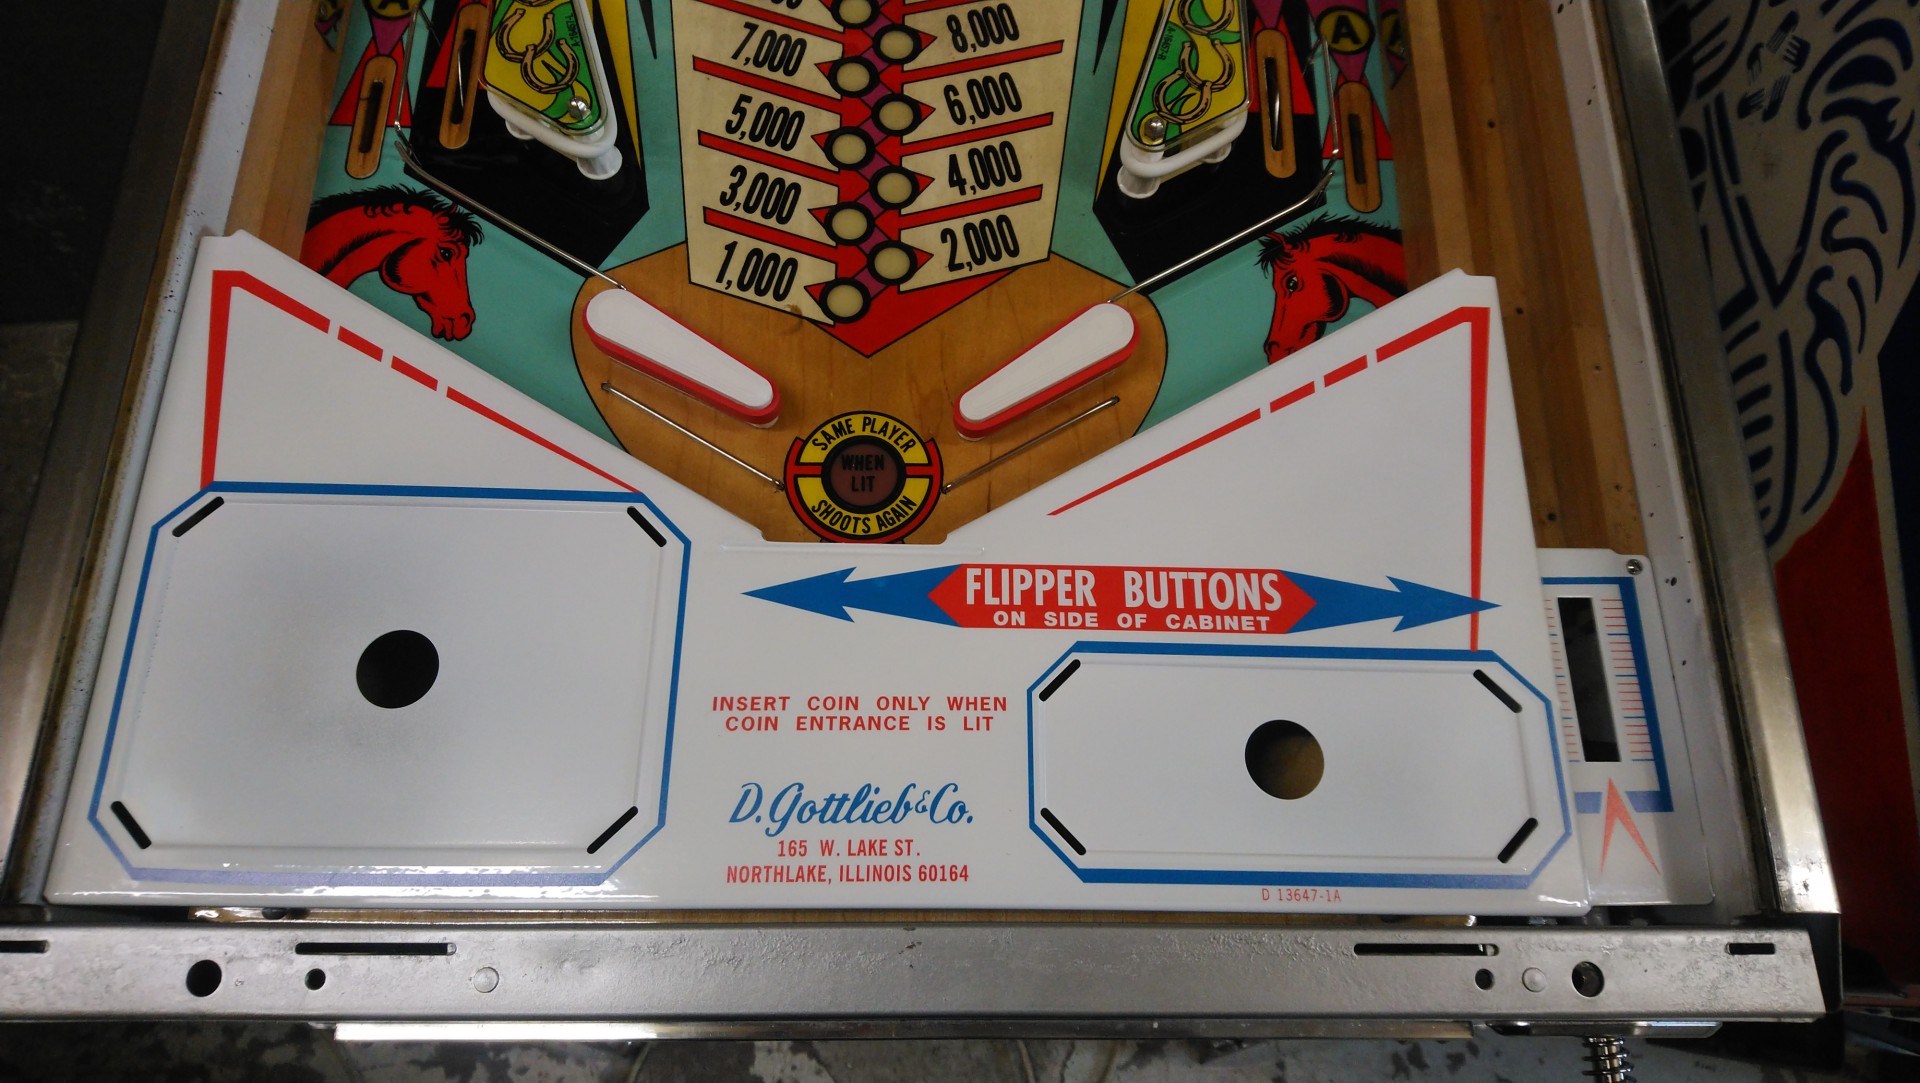 8,000
7,000
6,000
5,000
4,000
3,000
2,000
1,000
A
SAME PLAYER
WHEN
LIT
SHOOTS AGAIN
FLIPPER BUTTONS
ON SIDE OF CABINET
INSERT COIN ONLY WHEN
COIN ENTRANCE IS LIT
D. Gottlieb & Co.
165 W. LAKE ST.
NORTHLAKE, ILLINOIS 60164
D 13647-1A